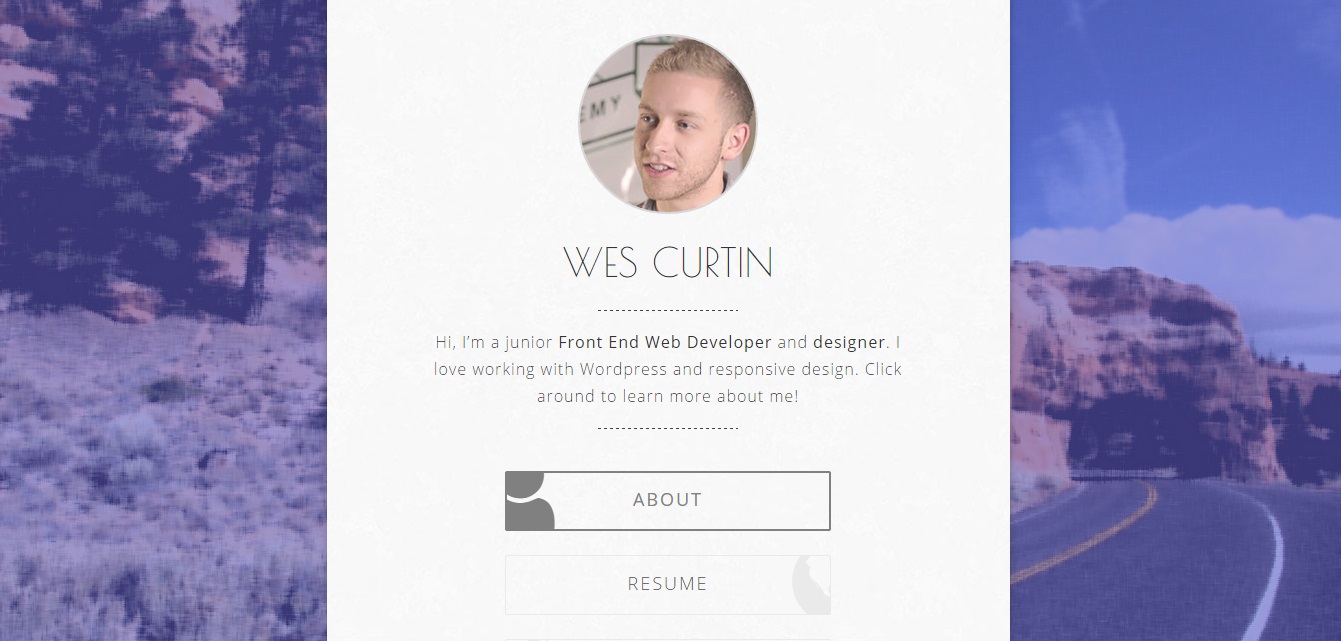 EMY
WES CURTIN
Hi, I’m a junior Front End Web Developer and designer. I
love working with Wordpress and responsive design. Click
around to learn more about me!
ABOUT
RESUME